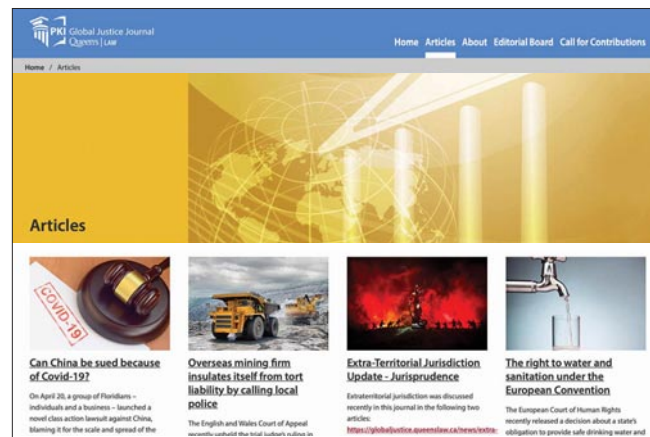 PKI Global Justice Journal
Queen's | LAW
Home Articles About Editorial Board Call for Contributions
Home / Articles
Articles
COVID-19
Can China be sued because
of Covid-19?
On April 20, a group of Floridians –
individuals and a business – launched a
novel class action lawsuit against China,
blaming it for the scale and spread of the
Overseas mining firm
insulates itself from tort
liability by calling local
police
The English and Wales Court of Appeal
recently upheld the trial judge's ruling in
Extra-Territorial Jurisdiction
Update - Jurisprudence
Extraterritorial jurisdiction was discussed
recently in this journal in the following two
articles:
https://globaljustice.queenslaw.ca/news/extra-
The right to water and
sanitation under the
European Convention
The European Court of Human Rights
recently released a decision about a state's
obligation to provide safe drinking water and